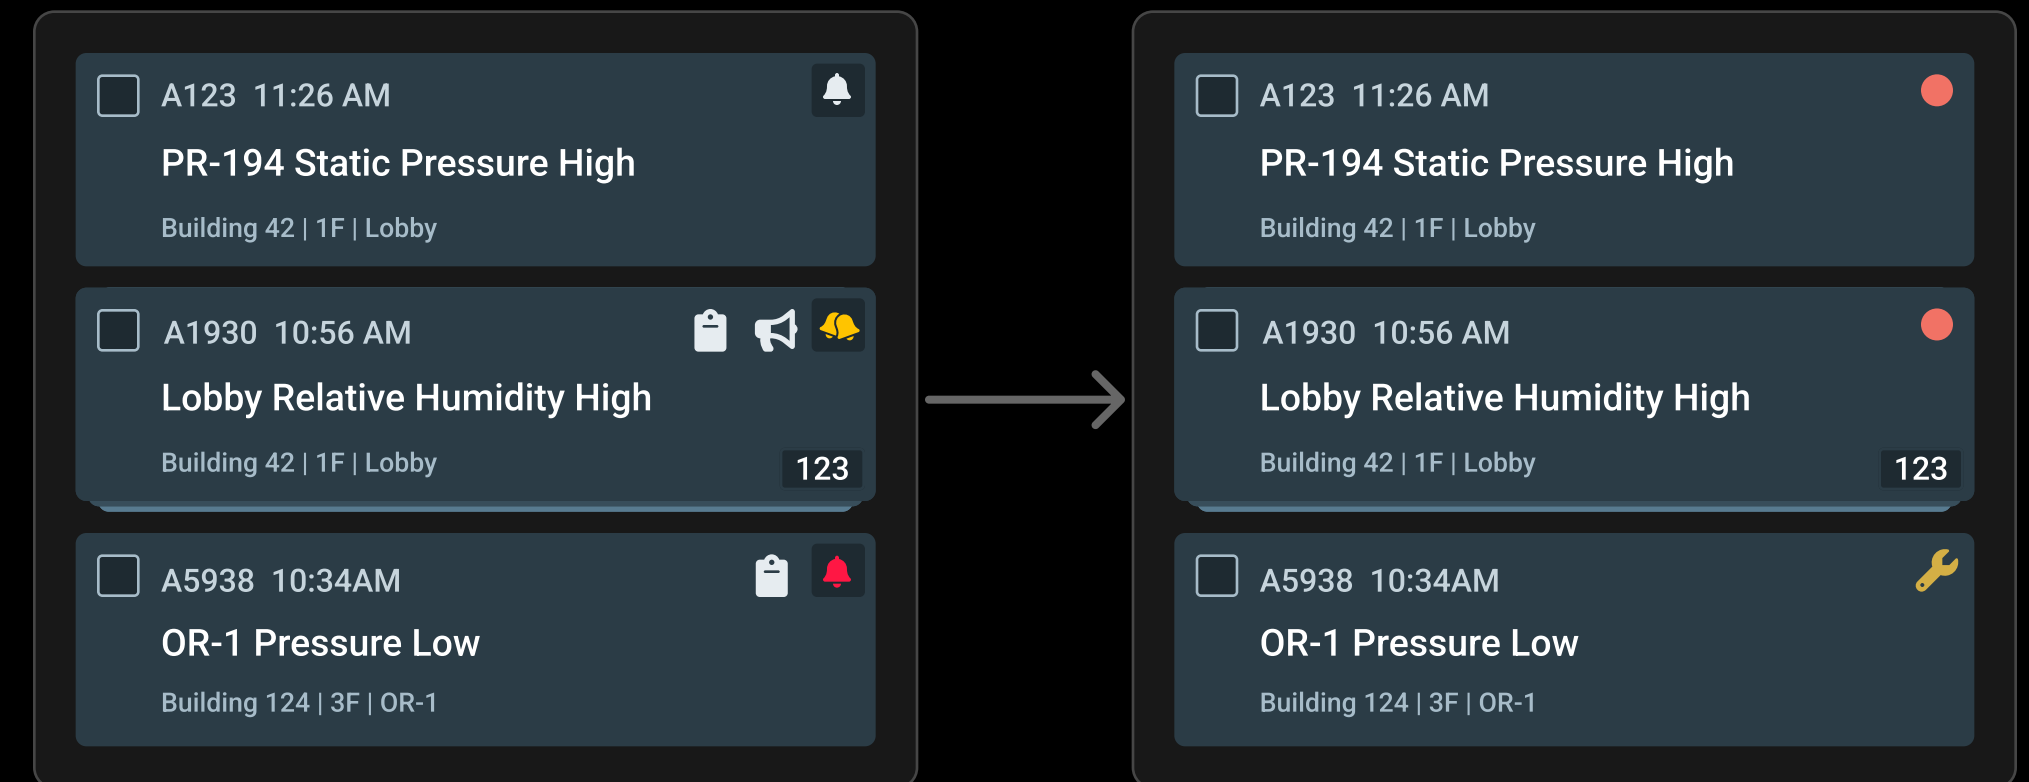 A123 11:26 AM
PR-194 Static Pressure High
Building 42 | 1F | Lobby
A1930 10:56 AM
Lobby Relative Humidity High
Building 42 | 1F | Lobby
123
A5938 10:34AM
OR-1 Pressure Low
Building 124 | 3F | OR-1
A123 11:26 AM
PR-194 Static Pressure High
Building 42 | 1F | Lobby
A1930 10:56 AM
Lobby Relative Humidity High
Building 42 | 1F | Lobby
123
A5938 10:34AM
OR-1 Pressure Low
Building 124 | 3F | OR-1